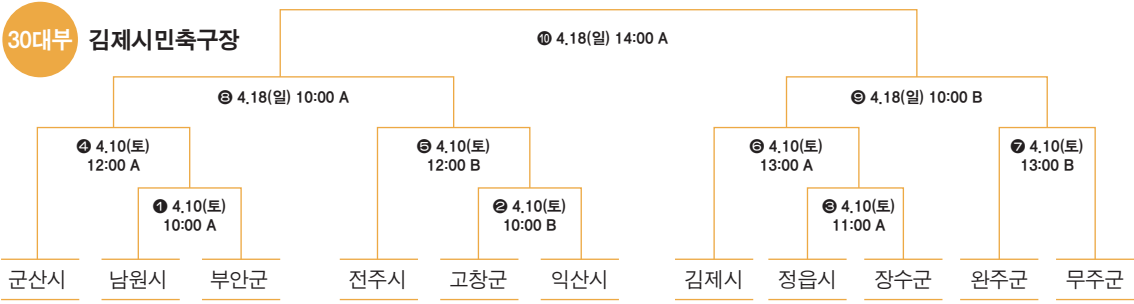 30대부 김제시민축구장
❿ 4.18(일) 14:00 A
❽ 4.18(일) 10:00 A
❾ 4.18(일) 10:00 B
❹ 4.10(토)
12:00 A
❺ 4.10(토)
12:00 B
❻ 4.10(토)
13:00 A
❼ 4.10(토)
13:00 B
❶ 4.10(토)
10:00 A
❷ 4.10(토)
10:00 B
❸ 4.10(토)
11:00 A
군산시 남원시 부안군 전주시 고창군 익산시 김제시 정읍시 장수군 완주군 무주군